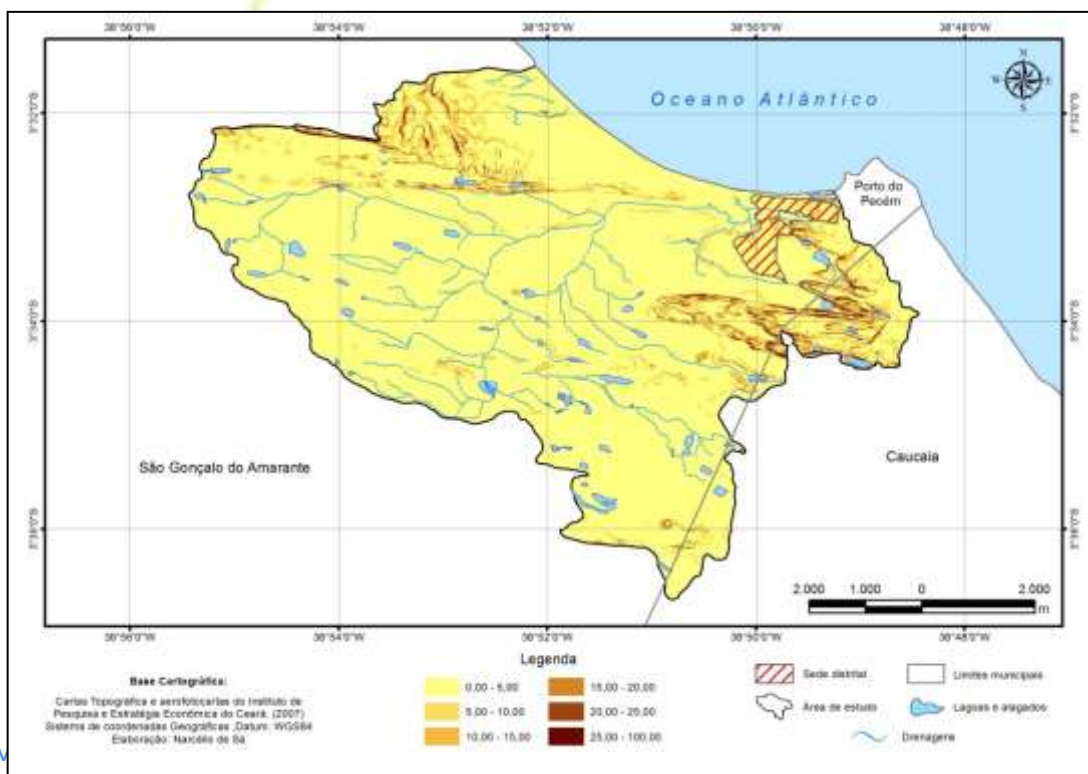 38°56'0"W 38°54'0"W 38°52'0"W 38°50'0"W 38°48'0"W
N
W E
S
Oceano Atlântico
3°32'0"S 3°32'0"S
Porto do
Pecém
3°34'0"S 3°34'0"S
São Gonçalo do Amarante
Caucaia
3°36'0"S 3°36'0"S
2.000 1.000 0 2.000
m
38°56'0"W 38°54'0"W 38°52'0"W 38°50'0"W 38°48'0"W
Legenda
Base Cartográfica:
Cartas Topográfica e aerofotocartas do Instituto de
Pesquisa e Estratégia Econômica do Ceará, (2007)
Sistema de coordenadas Geográficas ,Datum: WGS84
Elaboração: Narcélio de Sá
0,00 - 5,00
5,00 - 10,00
10,00 - 15,00
15,00 - 20,00
20,00 - 25,00
25,00 - 100,00
Sede distrital
Área de estudo
Limites municipais
Lagoas e alagados
Drenagens